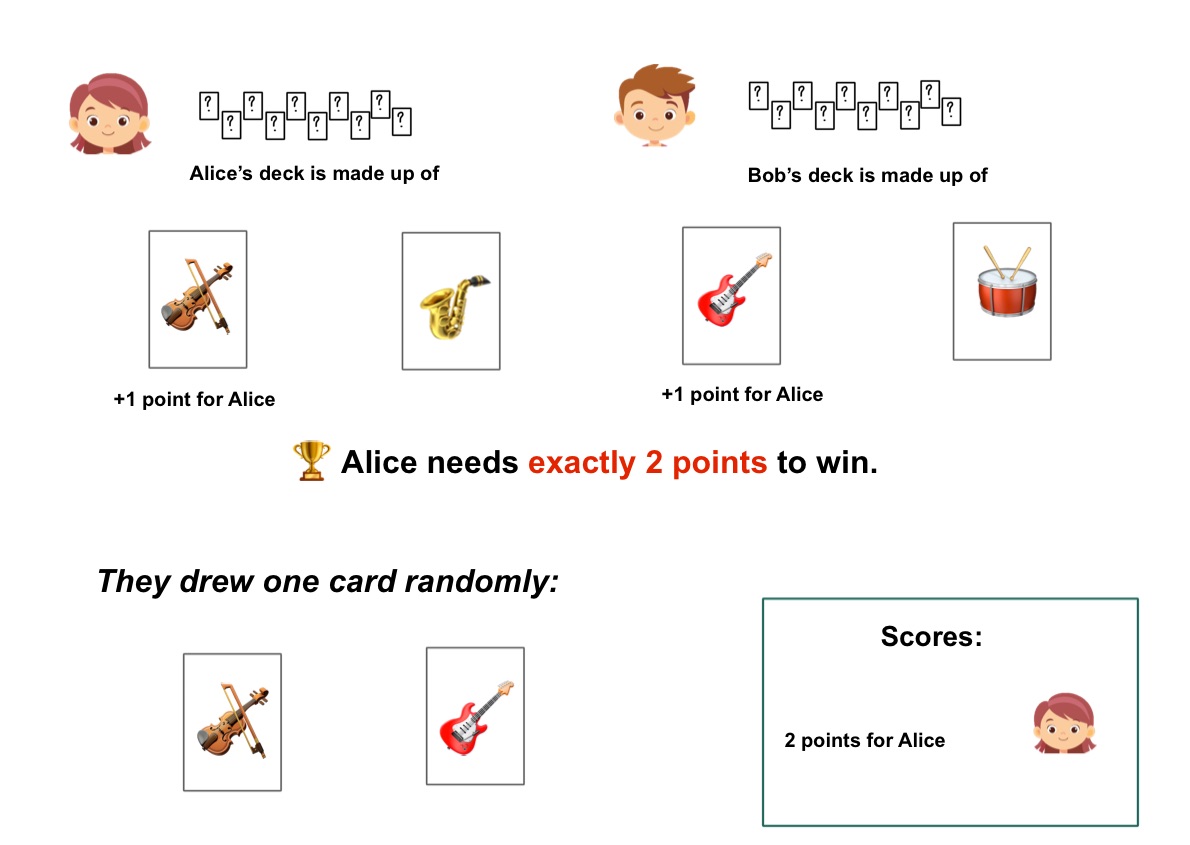 ? ? ? ? ? ? ? ? ? ?
? ? ? ? ? ? ? ? ? ?
Alice’s deck is made up of
Bob’s deck is made up of
+1 point for Alice
+1 point for Alice
Alice needs exactly 2 points to win.
They drew one card randomly:
Scores:
2 points for Alice